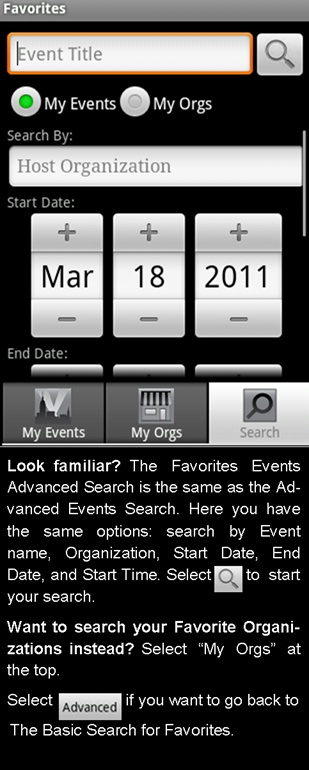 Favorites
Event Title
My Events My Orgs
Search By:
Host Organization
Start Date:
+ + +
Mar 18 2011
− − −
End Date:
My Events My Orgs Search
Look familiar? The Favorites Events
Advanced Search is the same as the Ad-
vanced Events Search. Here you have
the same options: search by Event
name, Organization, Start Date, End
Date, and Start Time. Select to start
your search.
Want to search your Favorite Organi-
zations instead? Select “My Orgs” at
the top.
Select Advanced if you want to go back to
The Basic Search for Favorites.